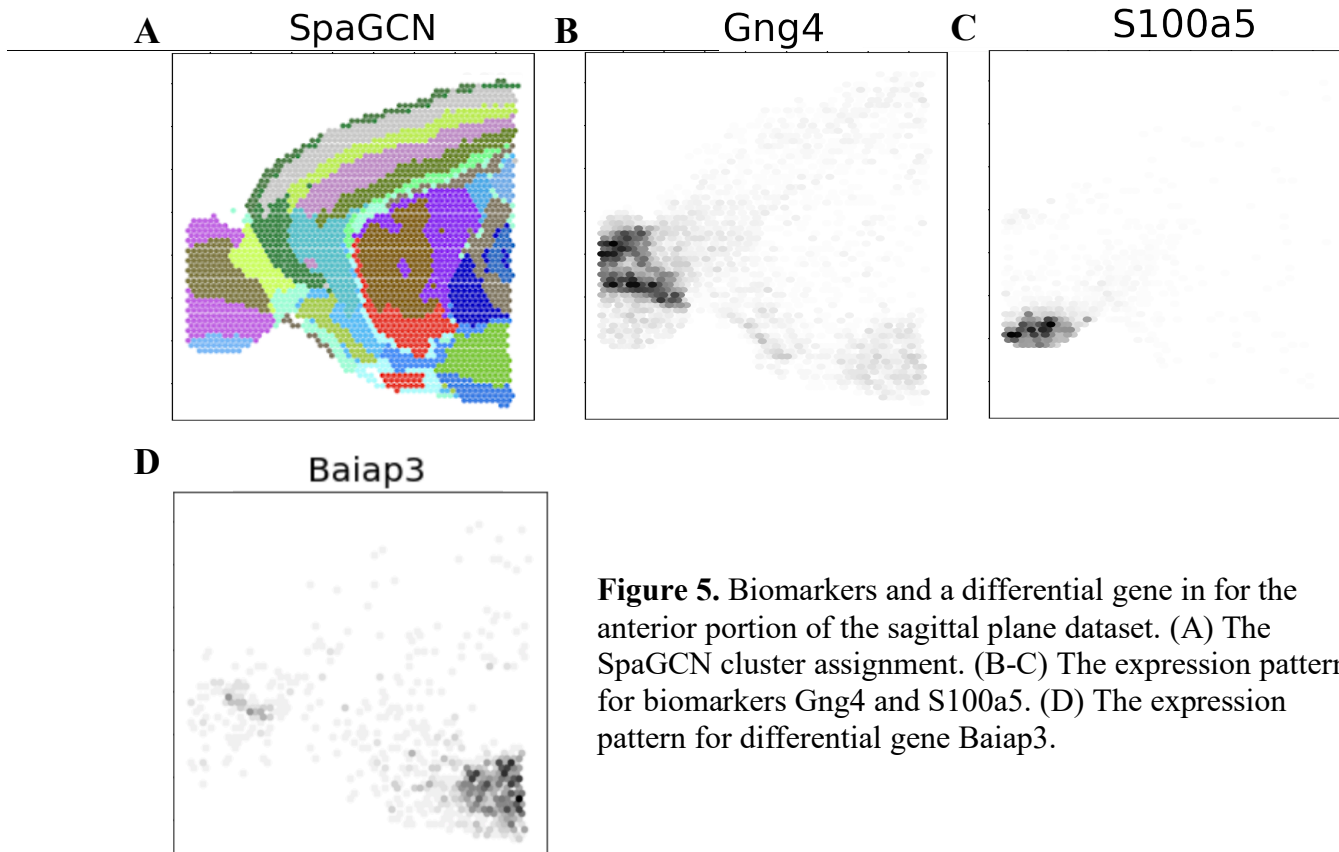 A
SpaGCN
B
Gng4
C
S100a5
D
Baiap3
Figure 5. Biomarkers and a differential gene in for the
anterior portion of the sagittal plane dataset. (A) The
SpaGCN cluster assignment. (B-C) The expression pattern
for biomarkers Gng4 and S100a5. (D) The expression
pattern for differential gene Baiap3.